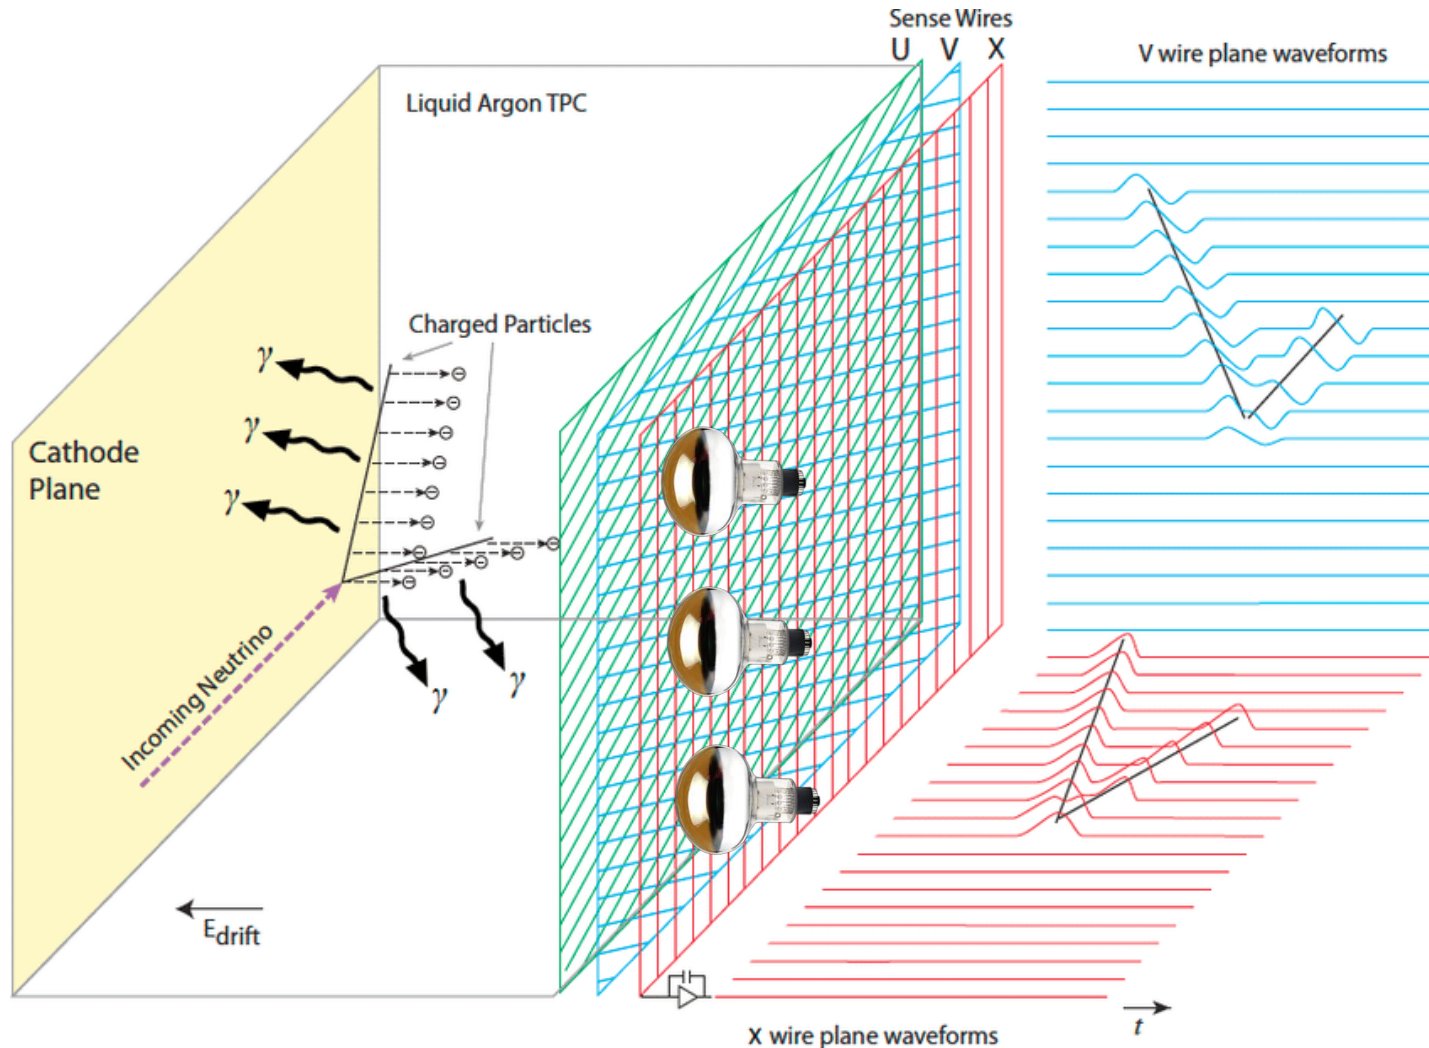 Sense Wires
U V X
V wire plane waveforms
Liquid Argon TPC
Charged Particles
γ
γ
γ
Cathode
Plane
γ
γ
Incoming Neutrino
Edrift
t
X wire plane waveforms